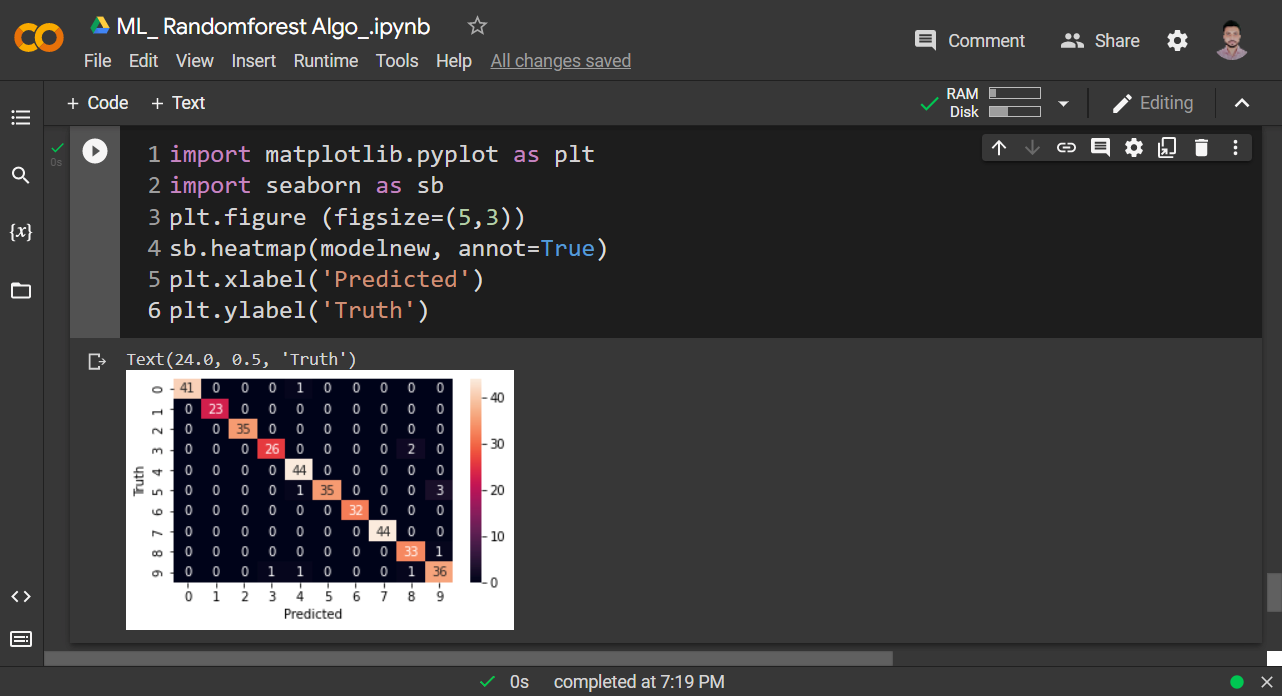 ML_ Randomforest Algo_.ipynb
File Edit View Insert Runtime Tools Help All changes saved
Comment
Share
+ Code + Text
RAM
Disk
Editing
{x}
0s
1 import matplotlib.pyplot as plt
2 import seaborn as sb
3 plt.figure (figsize=(5,3))
4 sb.heatmap(modelnew, annot=True)
5 plt.xlabel('Predicted')
6 plt.ylabel('Truth')
Text(24.0, 0.5, 'Truth')
Truth
0 41 0 0 0 1 0 0 0 0 0
1 0 23 0 0 0 0 0 0 0 0
2 0 0 35 0 0 0 0 0 0 0
3 0 0 0 26 0 0 0 0 2 0
4 0 0 0 0 44 0 0 0 0 0
5 0 0 0 0 1 35 0 0 0 3
6 0 0 0 0 0 0 32 0 0 0
7 0 0 0 0 0 0 0 44 0 0
8 0 0 0 0 0 0 0 0 33 1
9 0 0 0 1 1 0 0 0 1 36
0 1 2 3 4 5 6 7 8 9
Predicted
40
30
20
10
0
0s completed at 7:19 PM